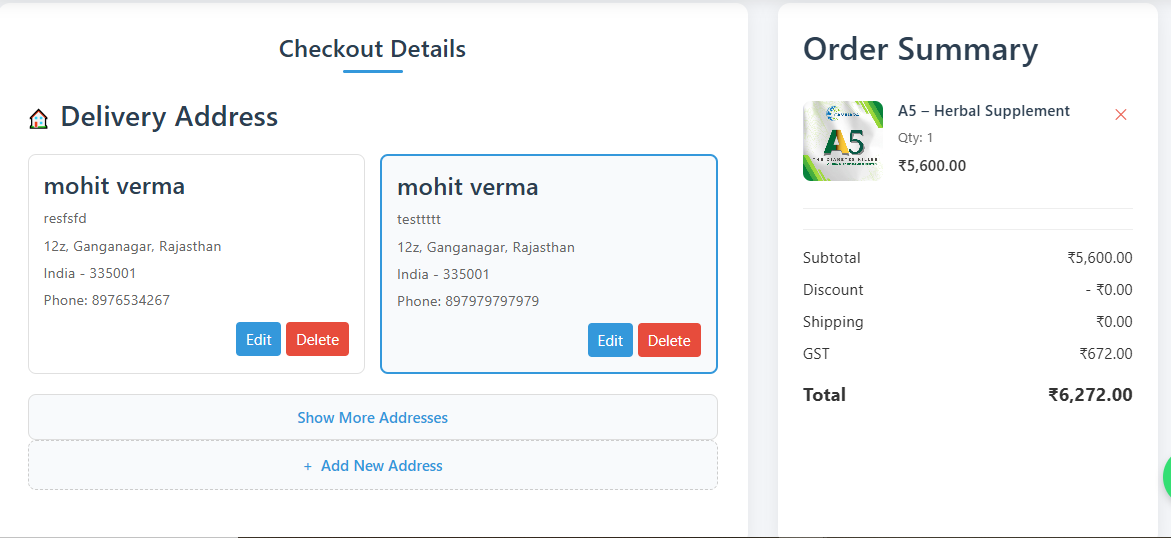 Checkout Details
Delivery Address
mohit verma
resfsfd
12z, Ganganagar, Rajasthan
India - 335001
Phone: 8976534267
Edit Delete
mohit verma
testtttt
12z, Ganganagar, Rajasthan
India - 335001
Phone: 897979797979
Edit Delete
Show More Addresses
+ Add New Address
Order Summary
A5
A5 – Herbal Supplement
Qty: 1
₹5,600.00
Subtotal ₹5,600.00
Discount - ₹0.00
Shipping ₹0.00
GST ₹672.00
Total ₹6,272.00